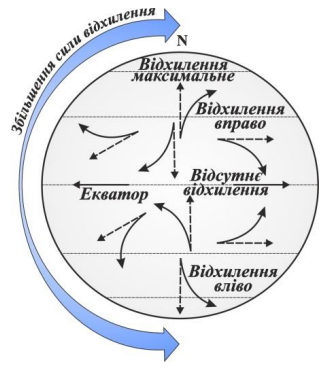 Збільшення сили відхилення
N
Відхилення
максимальне
Відхилення
вправо
Відсутнє
Екватор відхилення
Відхилення
вліво